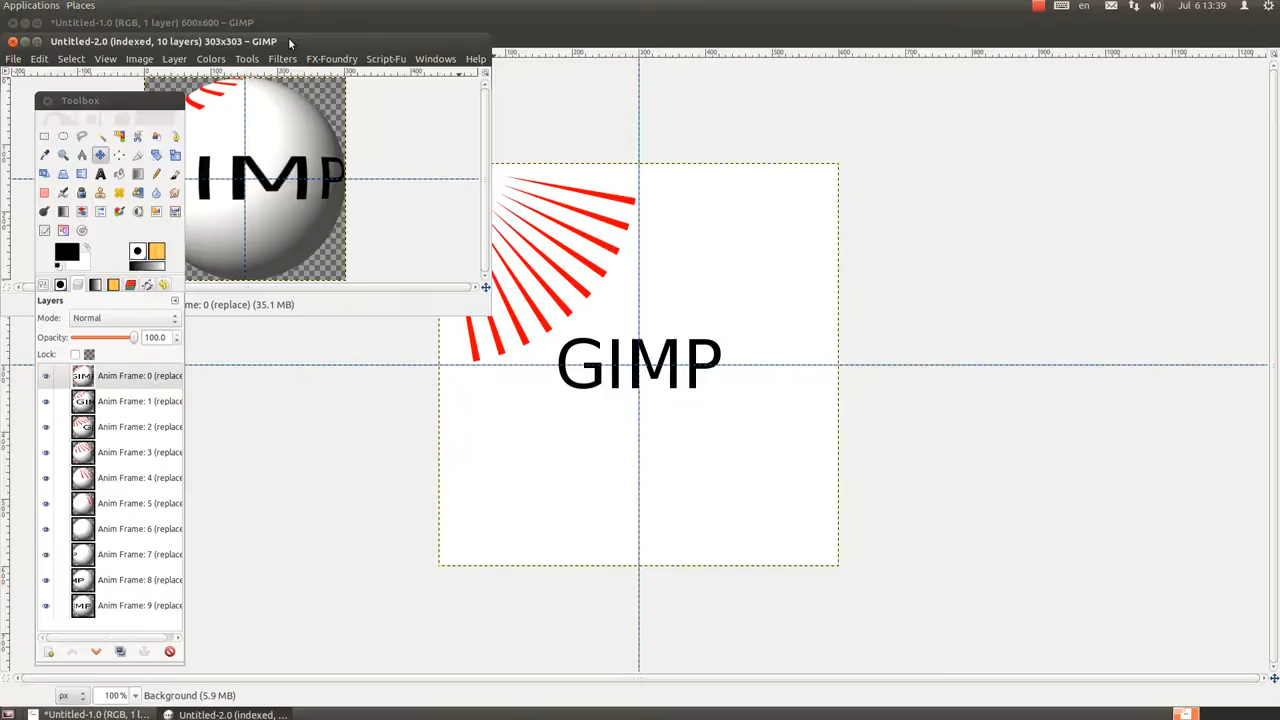 Applications Places
en
Jul 6 13:39
*Untitled-1.0 (RGB, 1 layer) 600x600 – GIMP
Untitled-2.0 (indexed, 10 layers) 303x303 – GIMP
File Edit Select View Image Layer Colors Tools Filters FX-Foundry Script-Fu Windows Help
Toolbox
IMP
Layers
Mode: Normal
Opacity: 100.0
Lock:
me: 0 (replace) (35.1 MB)
GIMP
Anim Frame: 0 (replace
Anim Frame: 1 (replace
Anim Frame: 2 (replace
Anim Frame: 3 (replace
Anim Frame: 4 (replace
Anim Frame: 5 (replace
Anim Frame: 6 (replace
Anim Frame: 7 (replace
Anim Frame: 8 (replace
Anim Frame: 9 (replace
px 100% Background (5.9 MB)
*Untitled-1.0 (RGB, 1 l... Untitled-2.0 (indexed, ...